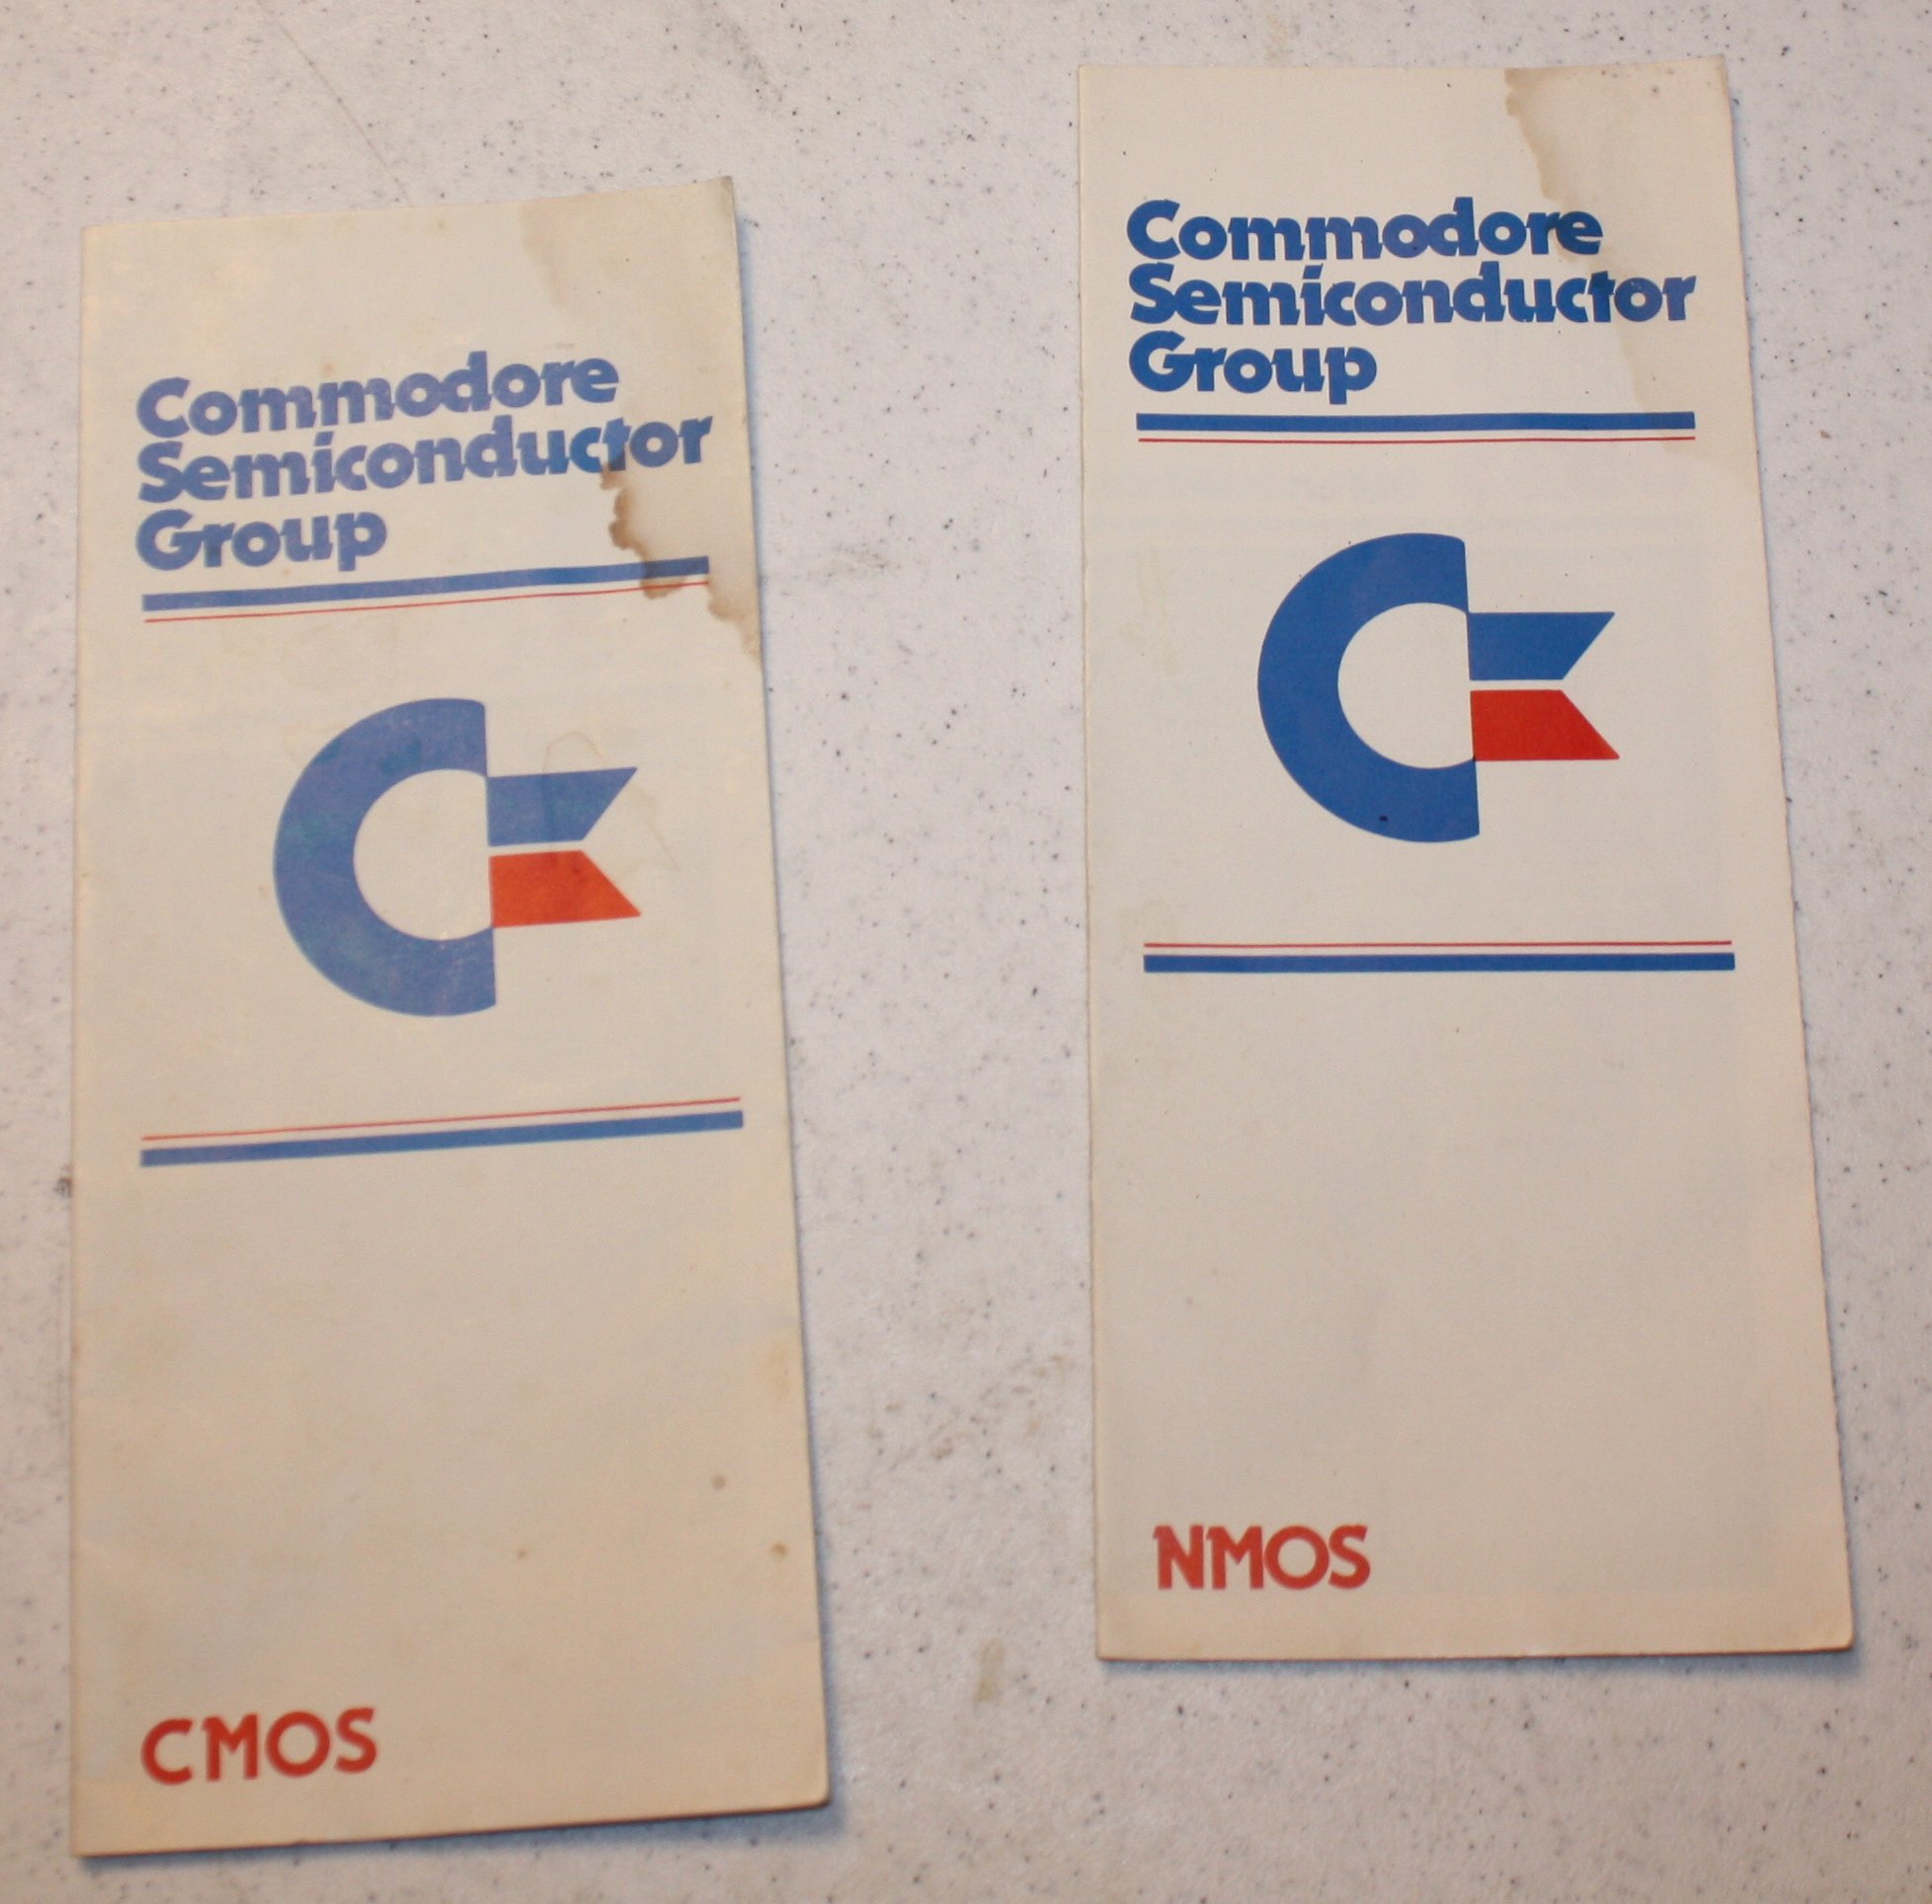 Commodore
Semiconductor
Group
CMOS
Commodore
Semiconductor
Group
NMOS